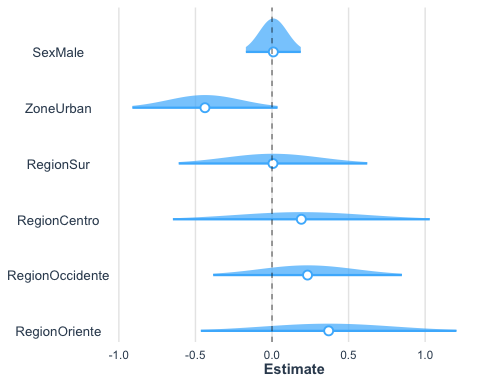 SexMale
ZoneUrban
RegionSur
RegionCentro
RegionOccidente
RegionOriente
-1.0 -0.5 0.0 0.5 1.0
Estimate